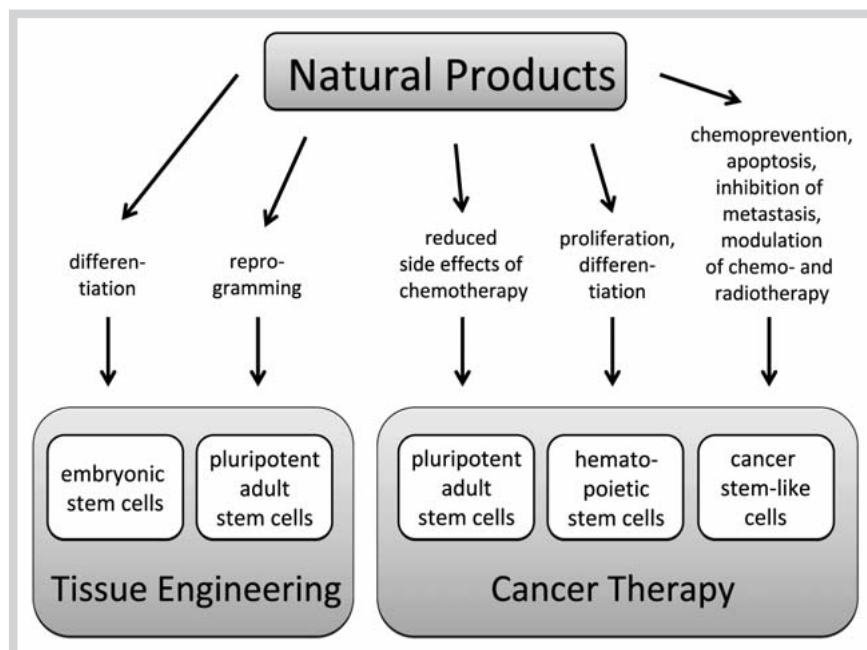 Natural Products
differen-
tiation
repro-
gramming
reduced
side effects of
chemotherapy
proliferation,
differen-
tiation
chemoprevention,
apoptosis,
inhibition of
metastasis,
modulation
of chemo- and
radiotherapy
embryonic
stem cells
pluripotent
adult
stem cells
Tissue Engineering
pluripotent
adult
stem cells
hemato-
poietic
stem cells
cancer
stem-like
cells
Cancer Therapy